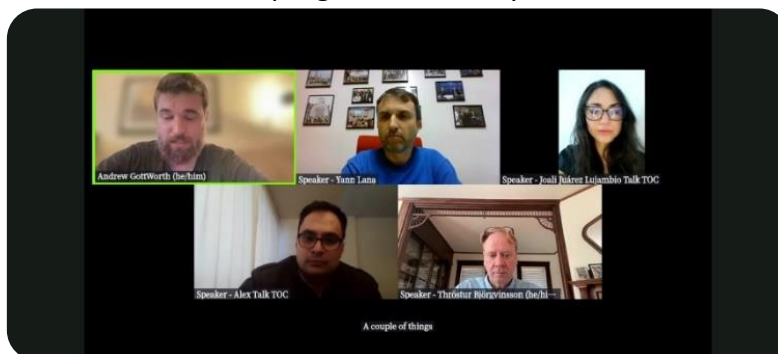 Andrew GottWorth (he/him)
Speaker - Yann Lana
Speaker - Joali Juárez Lujambio Talk TOC
Speaker - Alex Talk TOC
Speaker - Thröstur Björgvinsson (he/hi…
A couple of things